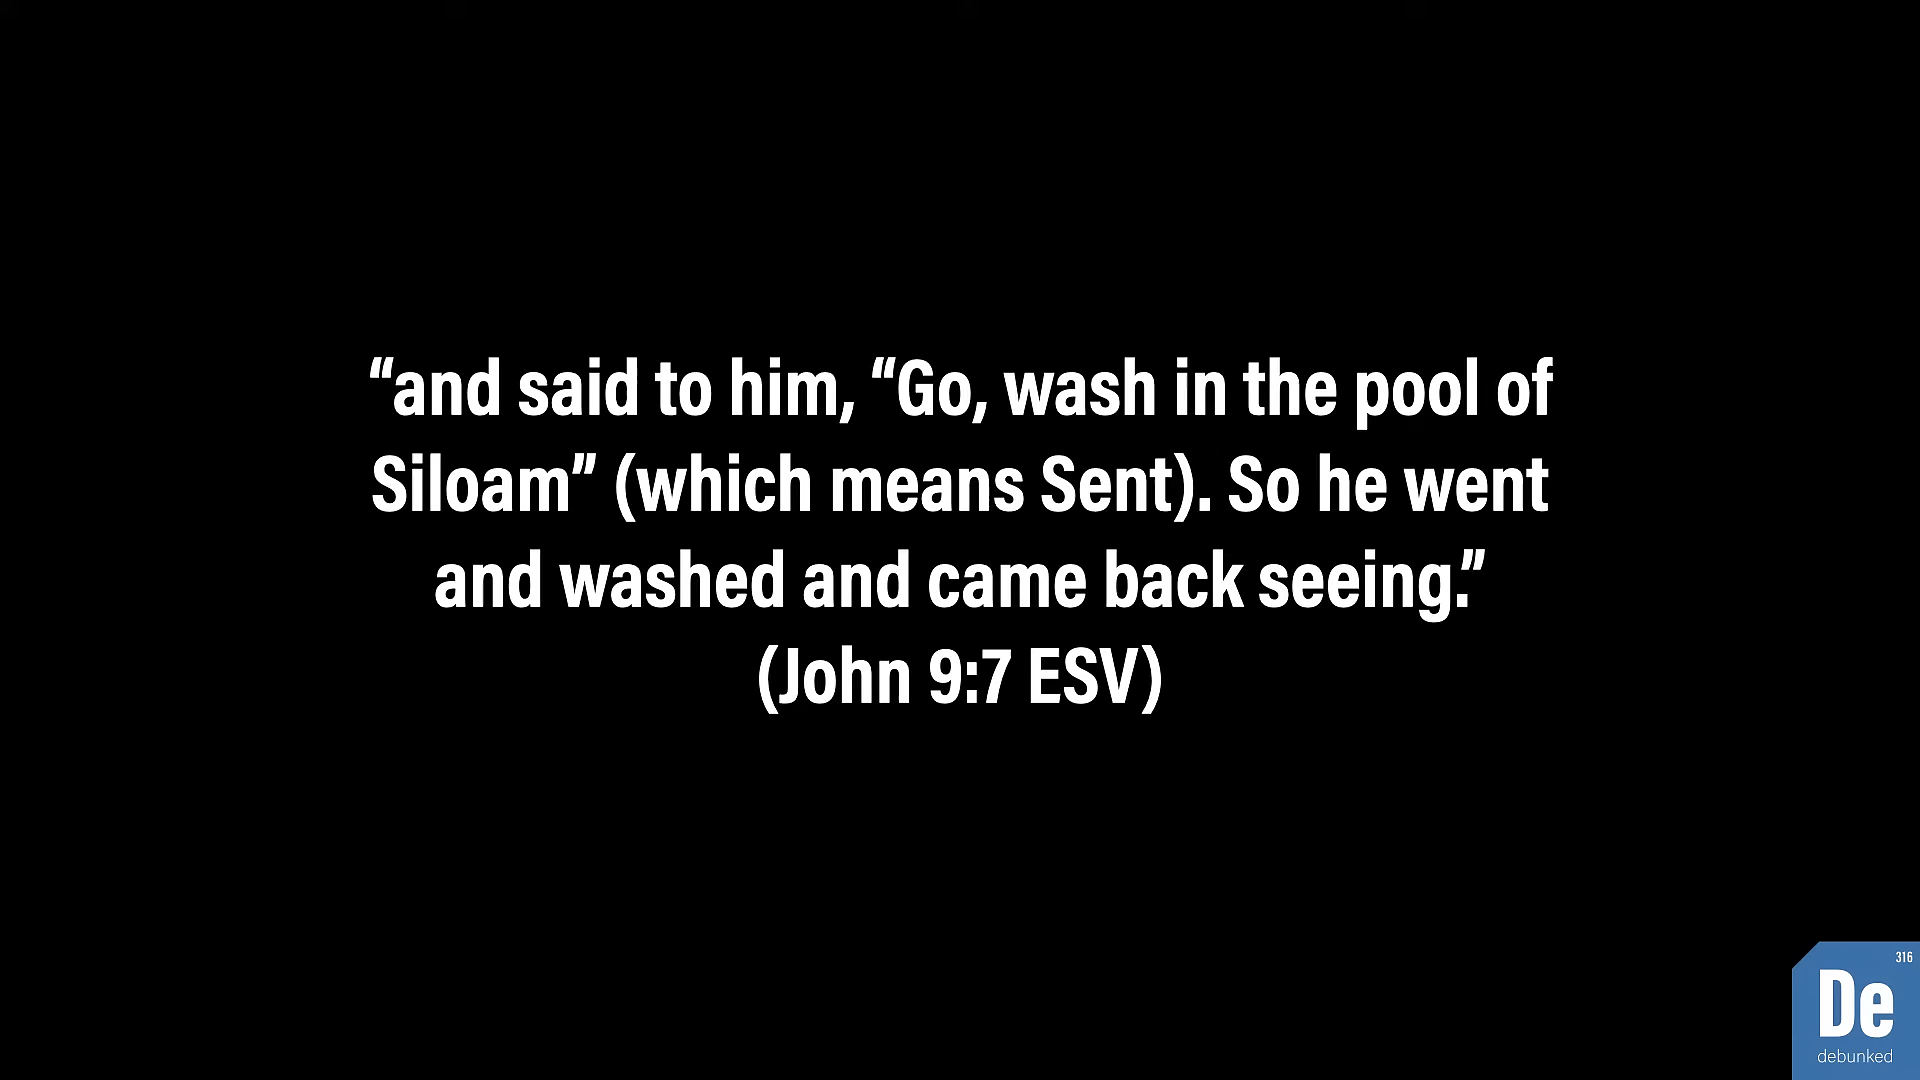 “and said to him, “Go, wash in the pool of
Siloam” (which means Sent). So he went
and washed and came back seeing.”
(John 9:7 ESV)
316
De
debunked